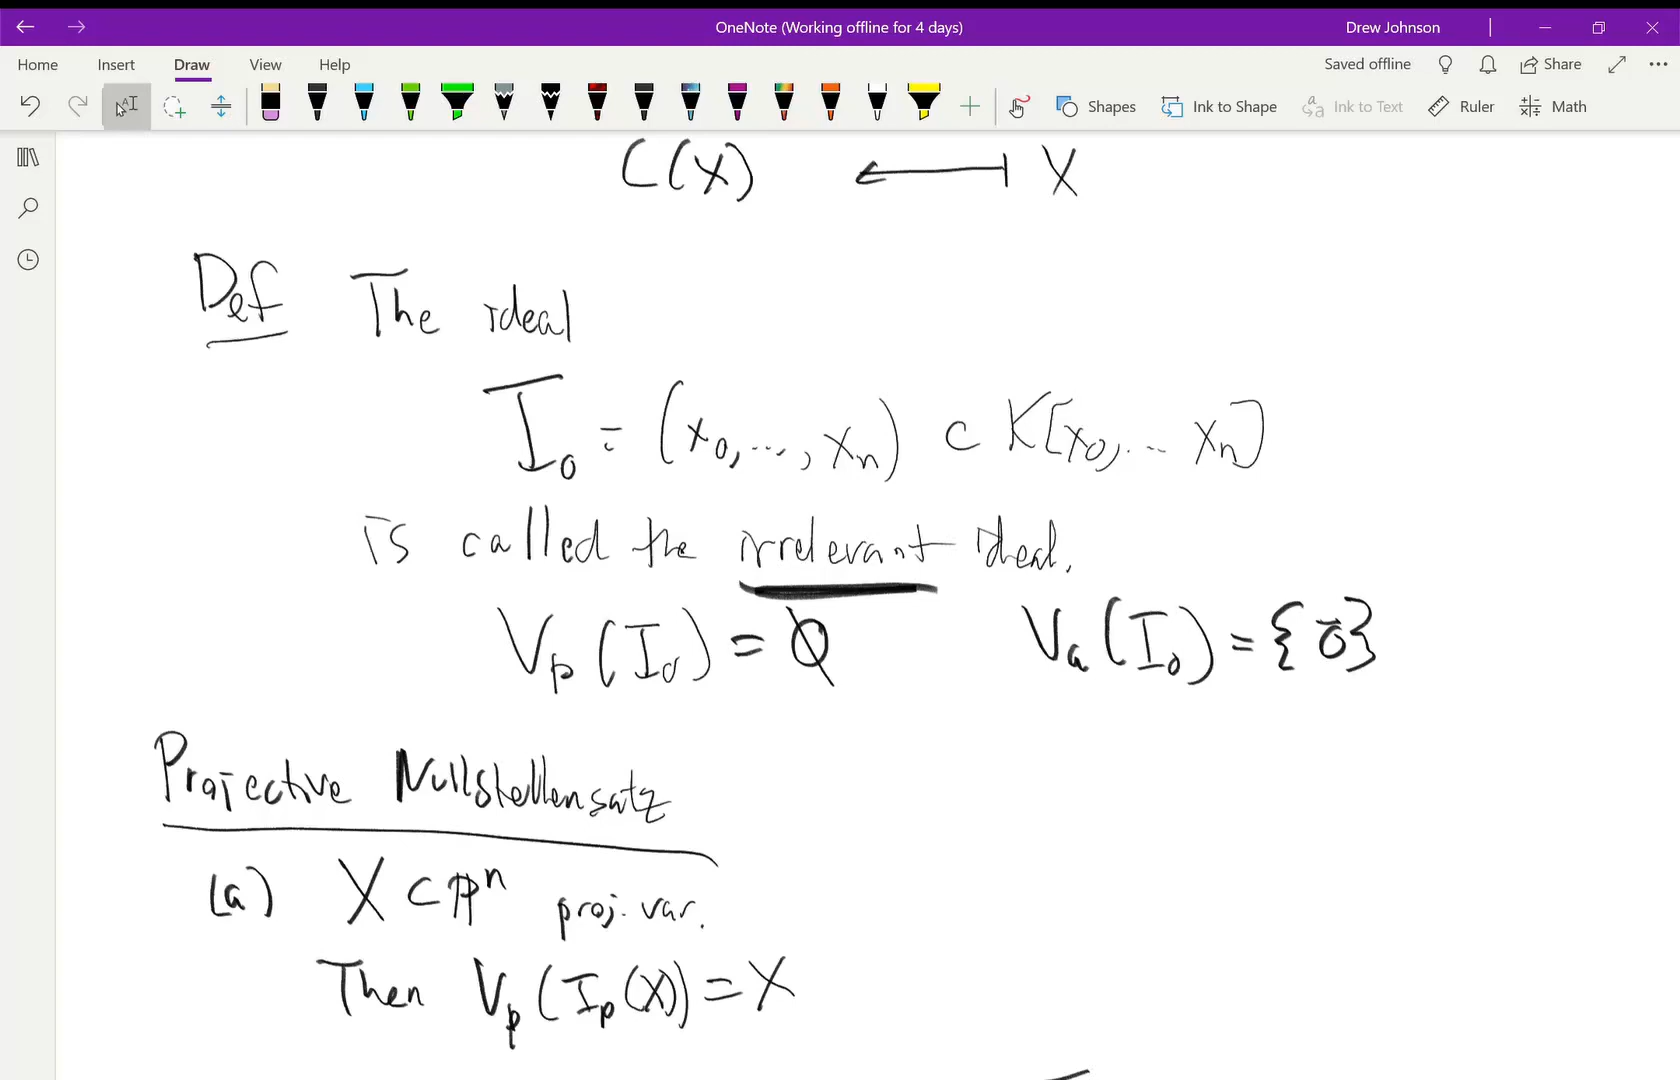 OneNote (Working offline for 4 days)
Drew Johnson
Home Insert Draw View Help
Saved offline Share
Shapes Ink to Shape Ink to Text Ruler Math
C(X) ⟵| X
Def The ideal
I₀ = (x₀, ..., xₙ) ⊂ K[x₀, ... xₙ]
is called the irrelevant ideal.
Vₚ(I₀) = ∅ Vₐ(I₀) = {0̄}
Projective Nullstellensatz
(a) X ⊂ ℙⁿ proj. var.
Then Vₚ(Iₚ(X)) = X